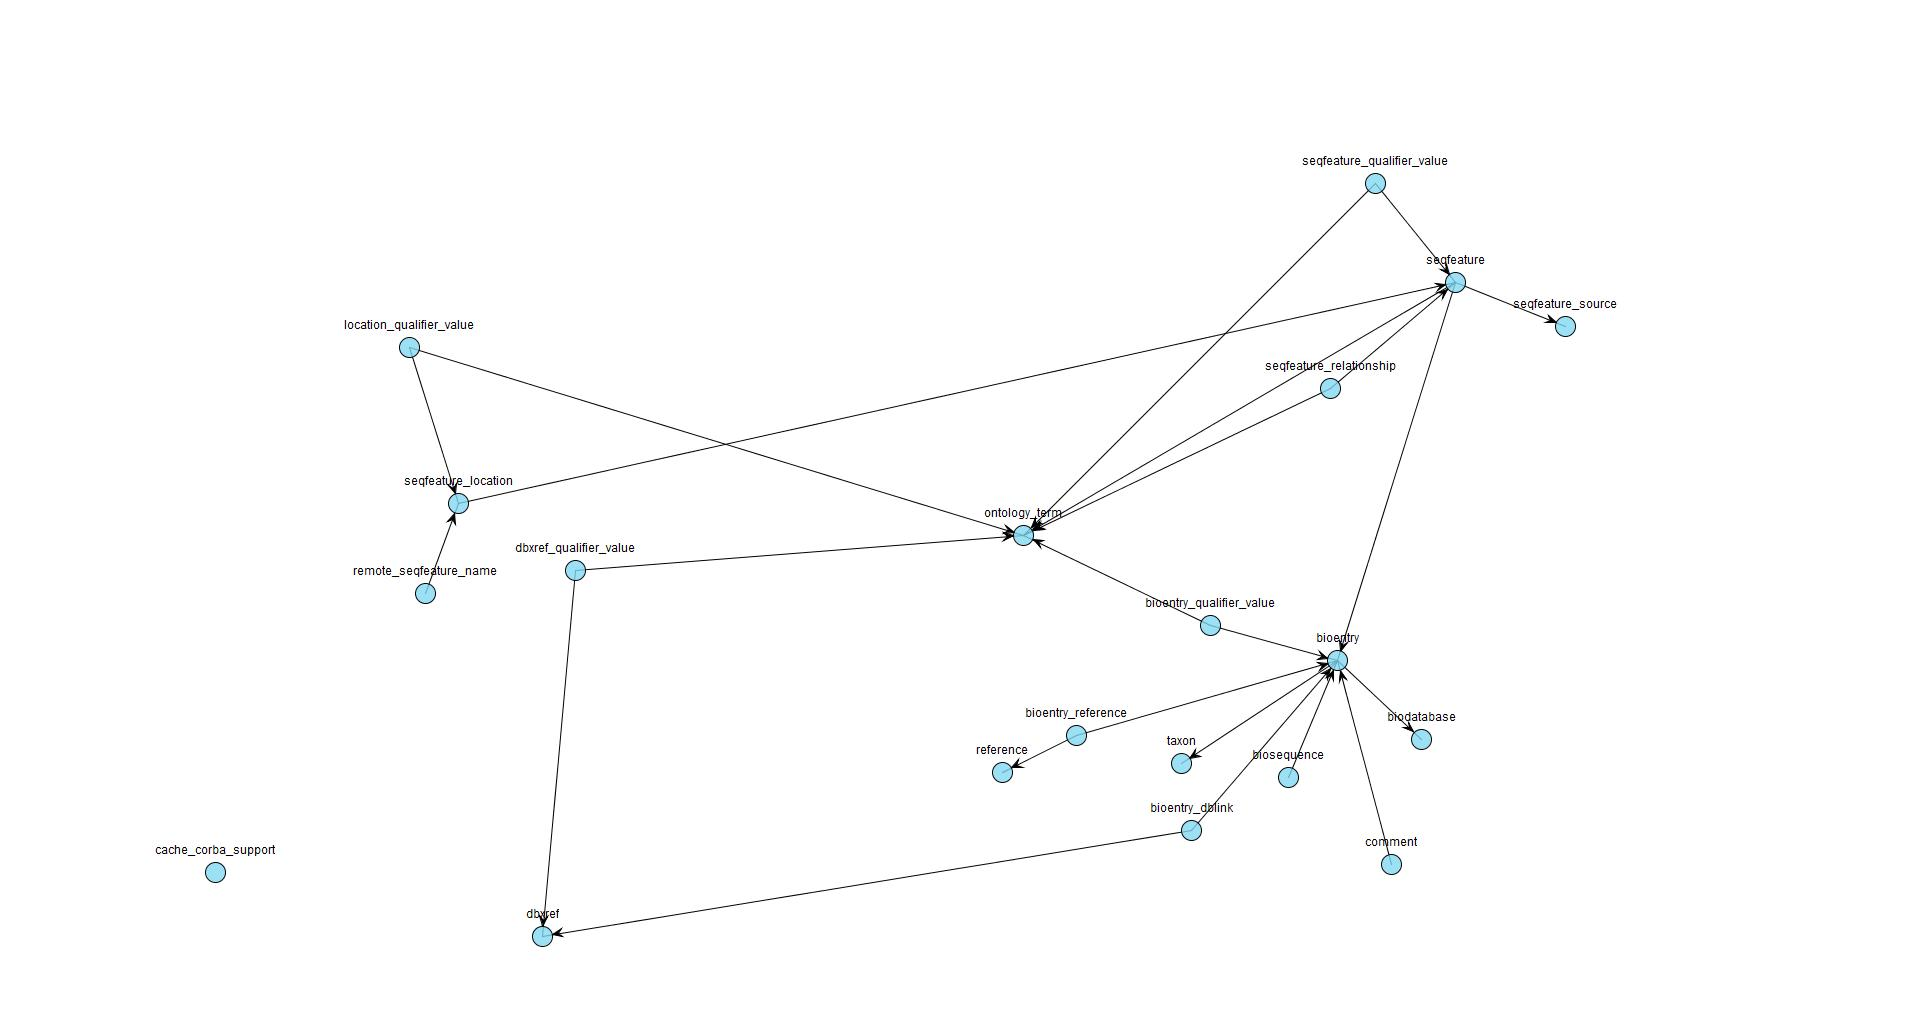 seqfeature_qualifier_value
seqfeature
seqfeature_source
location_qualifier_value
seqfeature_relationship
seqfeature_location
ontology_term
dbxref_qualifier_value
remote_seqfeature_name
bioentry_qualifier_value
bioentry
bioentry_reference
biodatabase
taxon
reference
biosequence
bioentry_dblink
comment
cache_corba_support
dbxref